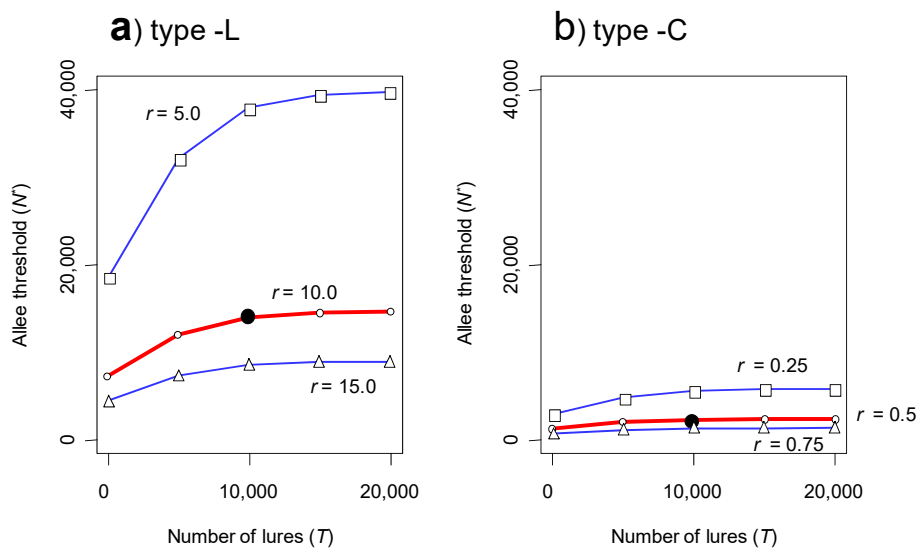 a) type -L
b) type -C
Allee threshold (N*)
40,000
20,000
0
r = 5.0
r = 10.0
r = 15.0
0
10,000
20,000
Number of lures (T)
Allee threshold (N*)
40,000
20,000
0
r = 0.25
r = 0.5
r = 0.75
0
10,000
20,000
Number of lures (T)